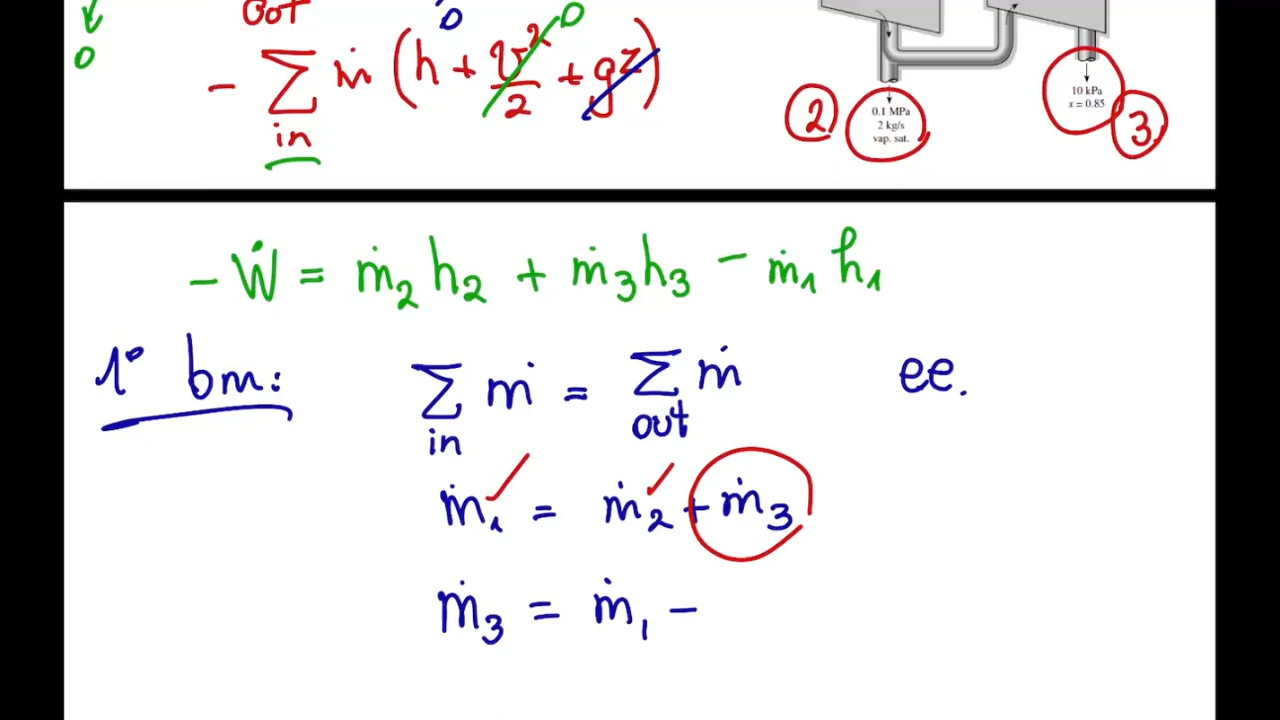 out
0
0
0
- Σ ṁ (h + v²/2 + gz)
in
2
0.1 MPa
2 kg/s
vap. sat.
10 kPa
x = 0.85
3
- Ẇ = ṁ2 h2 + ṁ3 h3 - ṁ1 h1
1° bm: Σ ṁ = Σ ṁ ee.
in out
ṁ1 = ṁ2 + ṁ3
ṁ3 = ṁ1 -